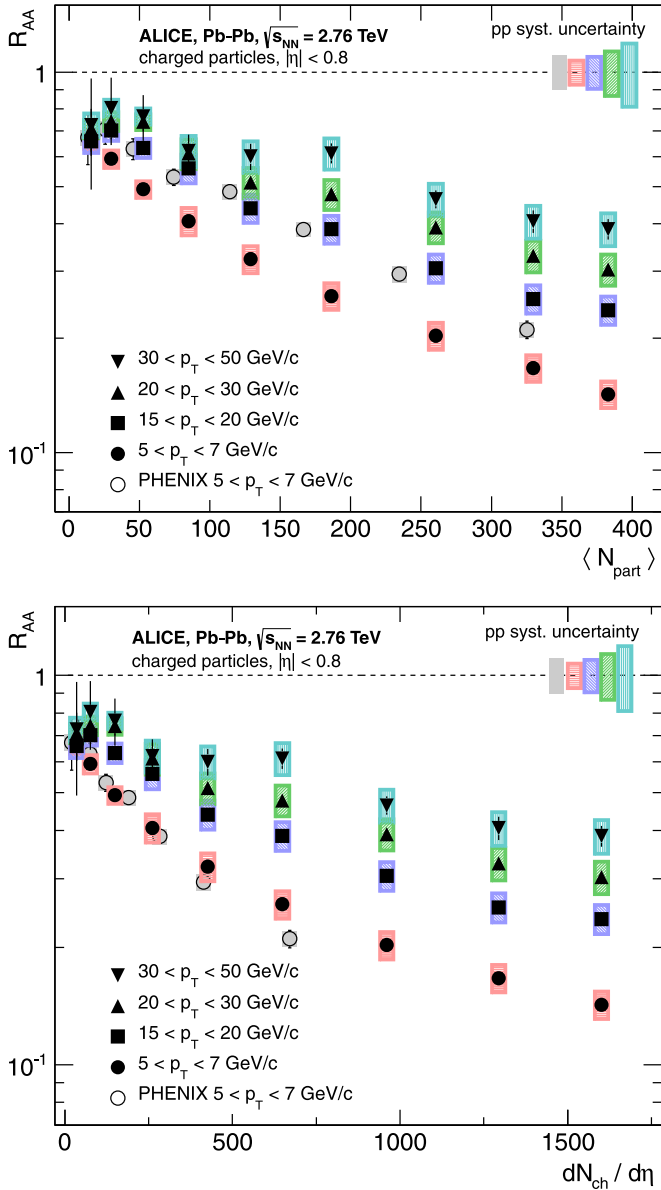 R_AA
ALICE, Pb-Pb, √s_NN = 2.76 TeV
charged particles, |η| < 0.8
pp syst. uncertainty
1
30 < p_T < 50 GeV/c
20 < p_T < 30 GeV/c
15 < p_T < 20 GeV/c
5 < p_T < 7 GeV/c
PHENIX 5 < p_T < 7 GeV/c
10^-1
0 50 100 150 200 250 300 350 400
⟨ N_part ⟩
R_AA
ALICE, Pb-Pb, √s_NN = 2.76 TeV
charged particles, |η| < 0.8
pp syst. uncertainty
1
30 < p_T < 50 GeV/c
20 < p_T < 30 GeV/c
15 < p_T < 20 GeV/c
5 < p_T < 7 GeV/c
PHENIX 5 < p_T < 7 GeV/c
10^-1
0 500 1000 1500
dN_ch / dη